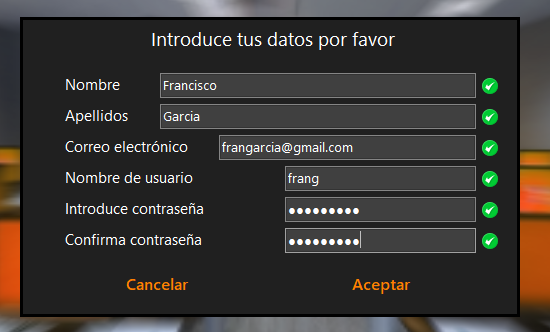 Introduce tus datos por favor
Nombre Francisco
Apellidos Garcia
Correo electrónico frangarcia@gmail.com
Nombre de usuario frang
Introduce contraseña ●●●●●●●●●
Confirma contraseña ●●●●●●●●●
Cancelar Aceptar